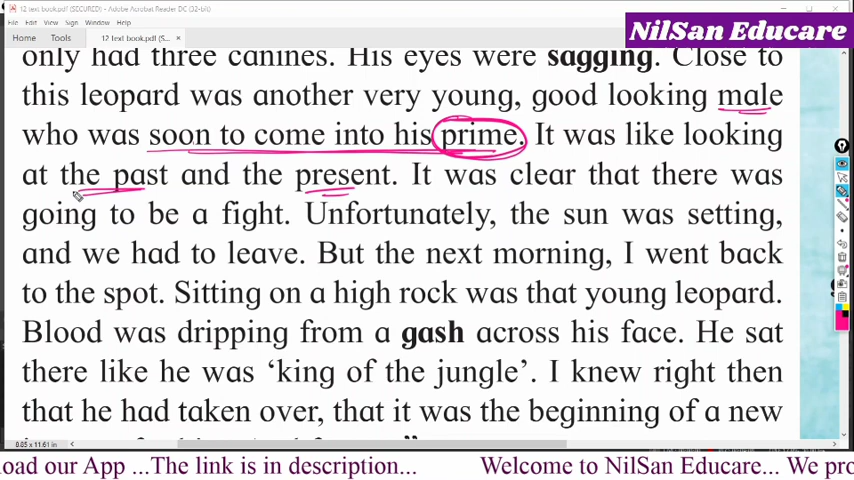 12 text book.pdf (SECURED) - Adobe Acrobat Reader DC (32-bit)
File Edit View Sign Window Help
Home Tools 12 text book.pdf (S... ×
NilSan Educare
only had three canines. His eyes were sagging. Close to
this leopard was another very young, good looking male
who was soon to come into his prime. It was like looking
at the past and the present. It was clear that there was
going to be a fight. Unfortunately, the sun was setting,
and we had to leave. But the next morning, I went back
to the spot. Sitting on a high rock was that young leopard.
Blood was dripping from a gash across his face. He sat
there like he was ‘king of the jungle’. I knew right then
that he had taken over, that it was the beginning of a new
8.85 x 11.61 in
load our App ...The link is in description... Welcome to NilSan Educare... We pro